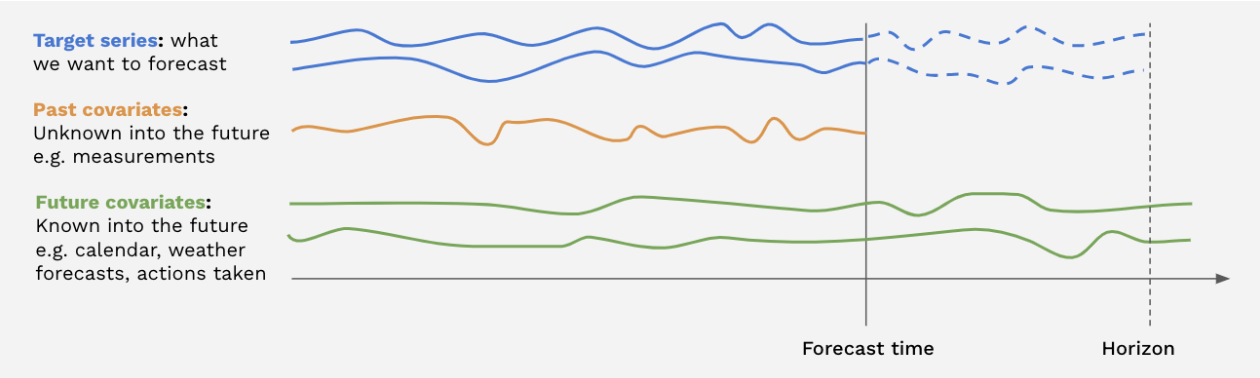 Target series: what
we want to forecast
Past covariates:
Unknown into the future
e.g. measurements
Future covariates:
Known into the future
e.g. calendar, weather
forecasts, actions taken
Forecast time
Horizon